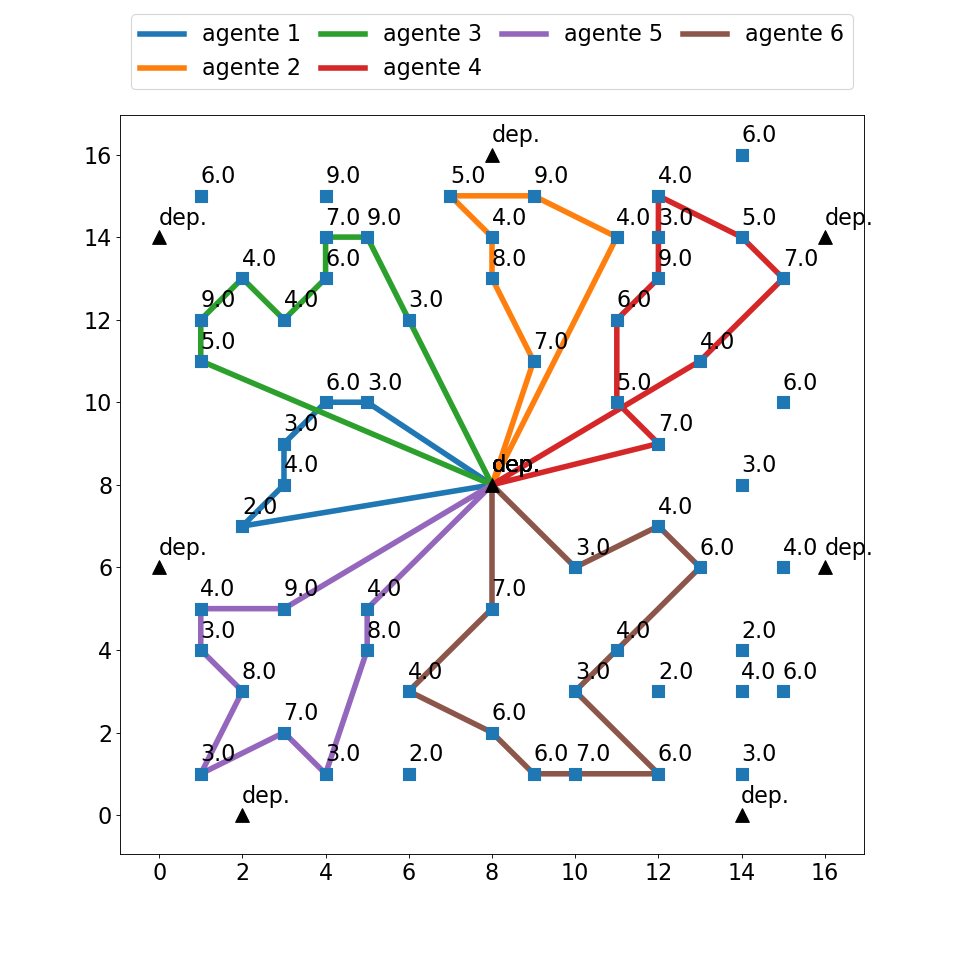 agente 1 agente 3 agente 5 agente 6
agente 2 agente 4
dep. 6.0
16
6.0 9.0 5.0 9.0 4.0
dep. 7.0 9.0 4.0 4.0 3.0 5.0 dep.
14
4.0 6.0 8.0 9.0 7.0
9.0 4.0 3.0 6.0
12
5.0 7.0 4.0
6.0 3.0 5.0 6.0
10
3.0 7.0
4.0 dep. 3.0
8
2.0 4.0
dep. 3.0 6.0 4.0 dep.
6
4.0 9.0 4.0 7.0
3.0 8.0 4.0 2.0
4
8.0 4.0 3.0 2.0 4.0 6.0
7.0 6.0
2
3.0 3.0 2.0 6.0 7.0 6.0 3.0
dep. dep.
0
0 2 4 6 8 10 12 14 16